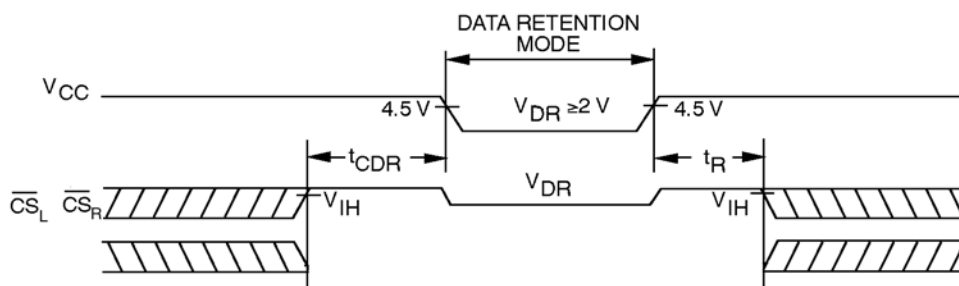 DATA RETENTION
MODE
VCC
4.5 V
VDR ≥2 V
4.5 V
tCDR
tR
CSL CSR
VIH
VDR
VIH